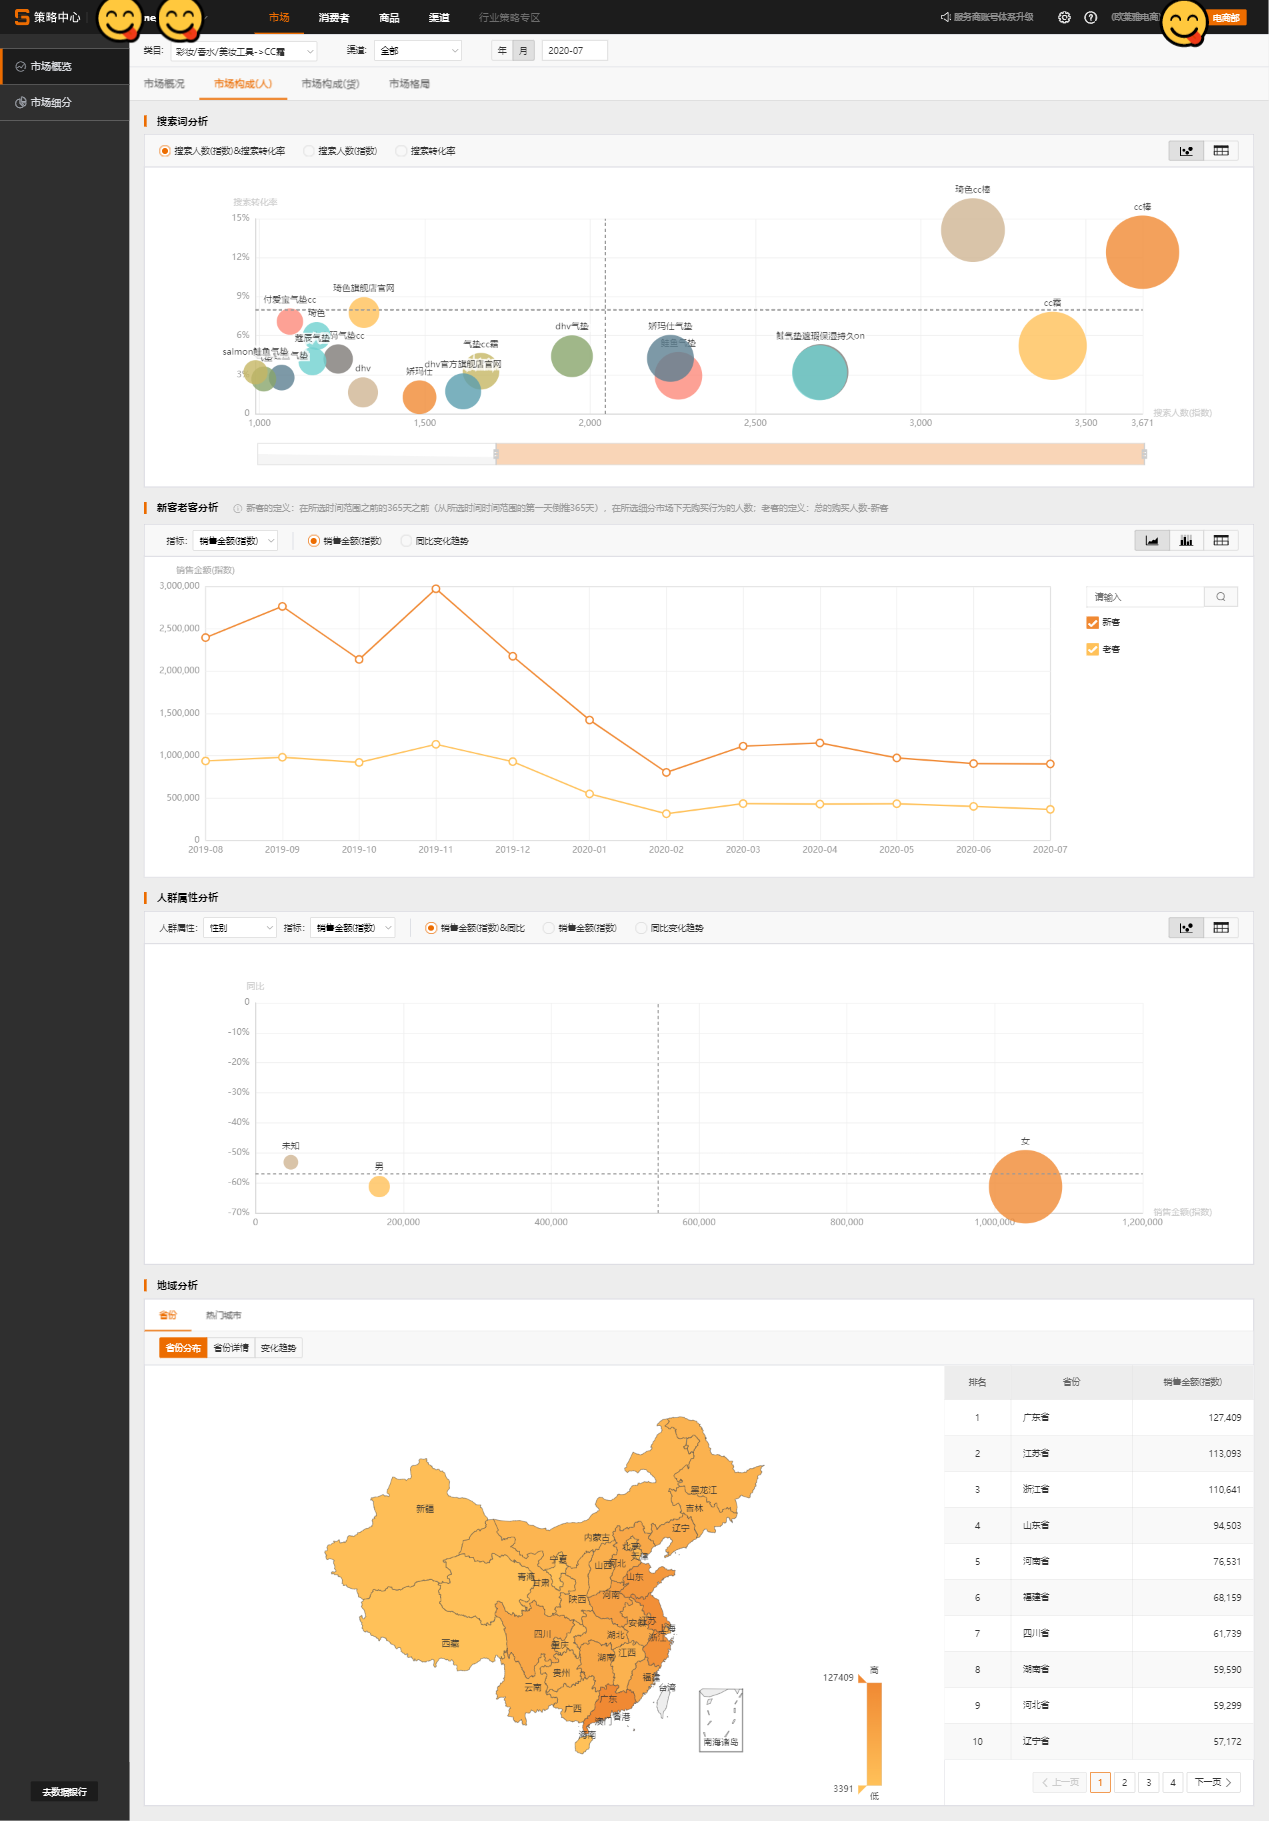 策略中心
市场
消费者
商品
渠道
行业策略专区
服务商账号体系升级
电商部
市场概览
市场细分
类目:
彩妆/香水/美妆工具->CC霜
渠道:
全部
年
月
2020-07
市场概况
市场构成(人)
市场构成(货)
市场格局
搜索词分析
搜索人数(指数)&搜索转化率
搜索人数(指数)
搜索转化率
搜索转化率
15%
12%
9%
6%
3%
0
琦色cc棒
cc棒
cc霜
琦色旗舰店官网
付爱宝气垫cc
琦色
蔻辰气垫
salmon鲑鱼气垫
dhv
娇玛仕
气垫cc霜
dhv官方旗舰店官网
dhv气垫
娇玛仕气垫
鲑鱼气垫
1,000
1,500
2,000
2,500
3,000
3,500
3,671
搜索人数(指数)
新客老客分析
新客的定义：在所选时间范围之前的365天之前（从所选时间时间范围的第一天倒推365天），在所选细分市场下无购买行为的人数；老客的定义：总的购买人数-新客
指标:
销售金额(指数)
销售金额(指数)
同比变化趋势
销售金额(指数)
3,000,000
2,500,000
2,000,000
1,500,000
1,000,000
500,000
0
2019-08
2019-09
2019-10
2019-11
2019-12
2020-01
2020-02
2020-03
2020-04
2020-05
2020-06
2020-07
请输入
新客
老客
人群属性分析
人群属性:
性别
指标:
销售金额(指数)
销售金额(指数)&同比
销售金额(指数)
同比变化趋势
同比
0
-10%
-20%
-30%
-40%
-50%
-60%
-70%
未知
男
女
0
200,000
400,000
600,000
800,000
1,000,000
1,200,000
销售金额(指数)
地域分析
省份
热门城市
省份分布
省份详情
变化趋势
黑龙江
吉林
辽宁
新疆
内蒙古
北京
天津
宁夏
山西
河北
青海
甘肃
山东
陕西
河南
安徽
江苏
上海
四川
湖北
浙江
重庆
西藏
湖南
江西
贵州
福建
云南
台湾
广西
广东
香港
澳门
海南
南海诸岛
127409
高
3391
低
排名 省份 销售金额(指数)
1 广东省 127,409
2 江苏省 113,093
3 浙江省 110,641
4 山东省 94,503
5 河南省 76,531
6 福建省 68,159
7 四川省 61,739
8 湖南省 59,590
9 河北省 59,299
10 辽宁省 57,172
上一页 1 2 3 4 下一页
去数据银行